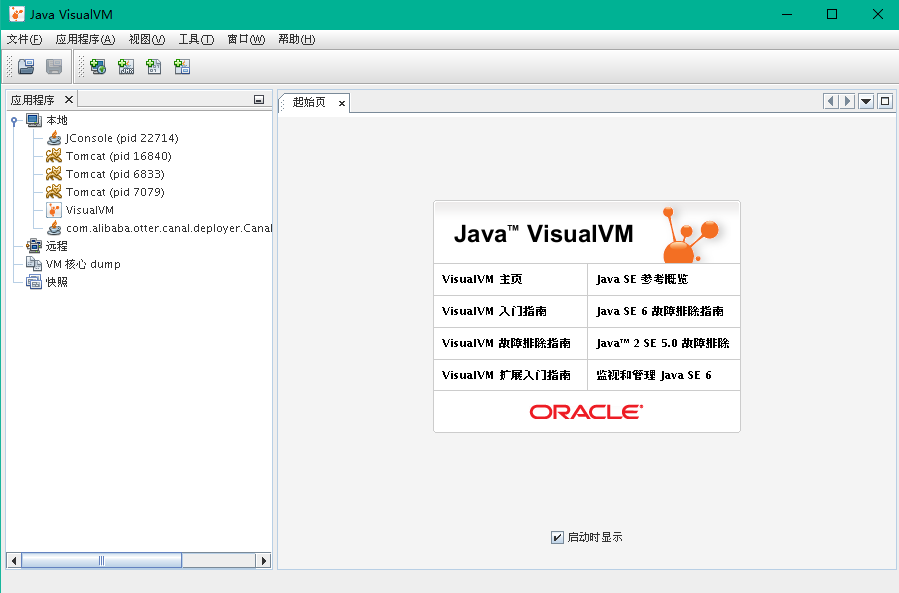 Java VisualVM
文件(F) 应用程序(A) 视图(V) 工具(T) 窗口(W) 帮助(H)
应用程序
起始页
本地
JConsole (pid 22714)
Tomcat (pid 16840)
Tomcat (pid 6833)
Tomcat (pid 7079)
VisualVM
com.alibaba.otter.canal.deployer.Canal
远程
VM 核心 dump
快照
Java™ VisualVM
VisualVM 主页
Java SE 参考概览
VisualVM 入门指南
Java SE 6 故障排除指南
VisualVM 故障排除指南
Java™ 2 SE 5.0 故障排除
VisualVM 扩展入门指南
监视和管理 Java SE 6
ORACLE
启动时显示